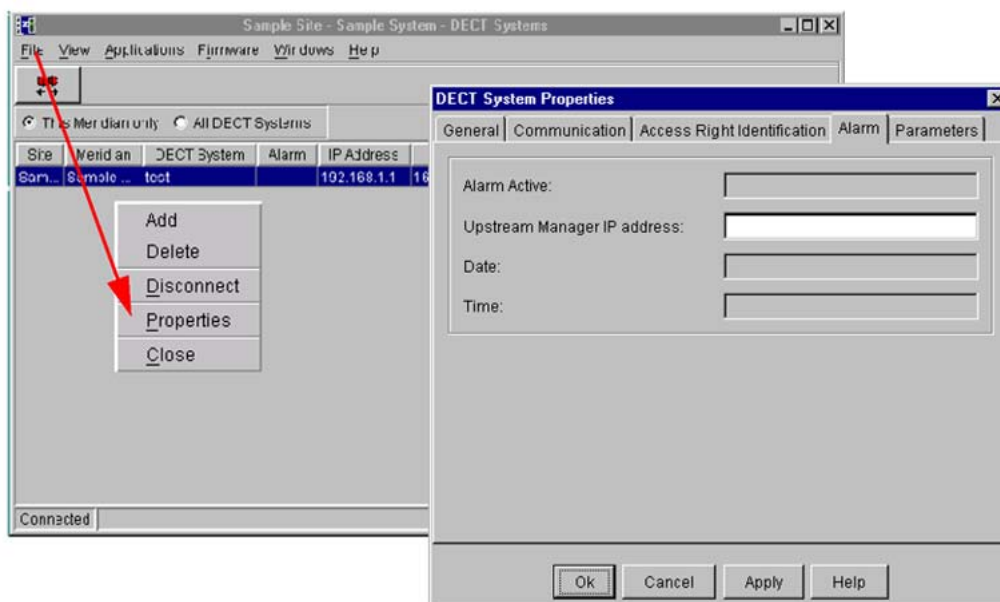 Sample Site - Sample System - DECT Systems
File View Applications Firmware Windows Help
This Meridian only All DECT Systems
Site Meridian DECT System Alarm IP Address
Sam... Sample ... test 192.168.1.1 16
Add
Delete
Disconnect
Properties
Close
Connected
DECT System Properties
General Communication Access Right Identification Alarm Parameters
Alarm Active:
Upstream Manager IP address:
Date:
Time:
Ok Cancel Apply Help